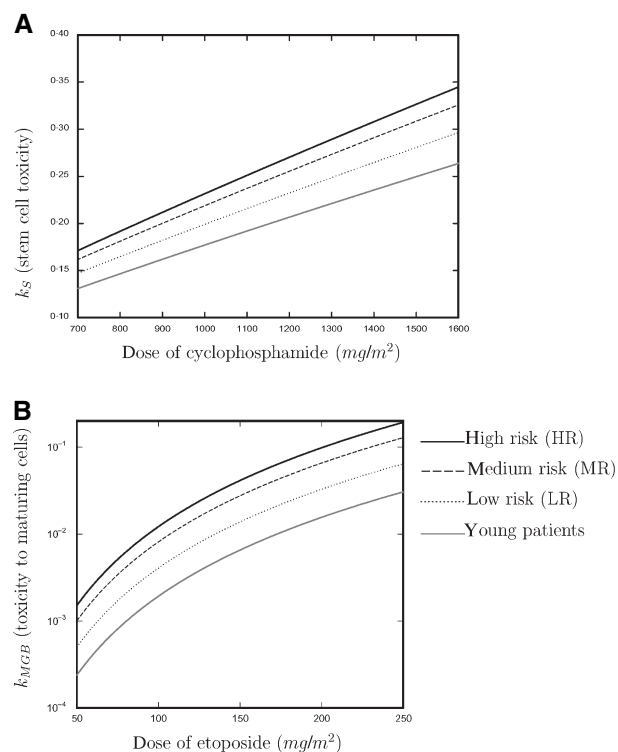 A
0·40
0·35
0·30
0·25
0·20
0·15
0·10
k_S (stem cell toxicity)
700 800 900 1000 1100 1200 1300 1400 1500 1600
Dose of cyclophosphamide (mg/m²)
B
10⁻¹
10⁻²
10⁻³
10⁻⁴
k_MGB (toxicity to maturing cells)
50 100 150 200 250
Dose of etoposide (mg/m²)
High risk (HR)
Medium risk (MR)
Low risk (LR)
Young patients